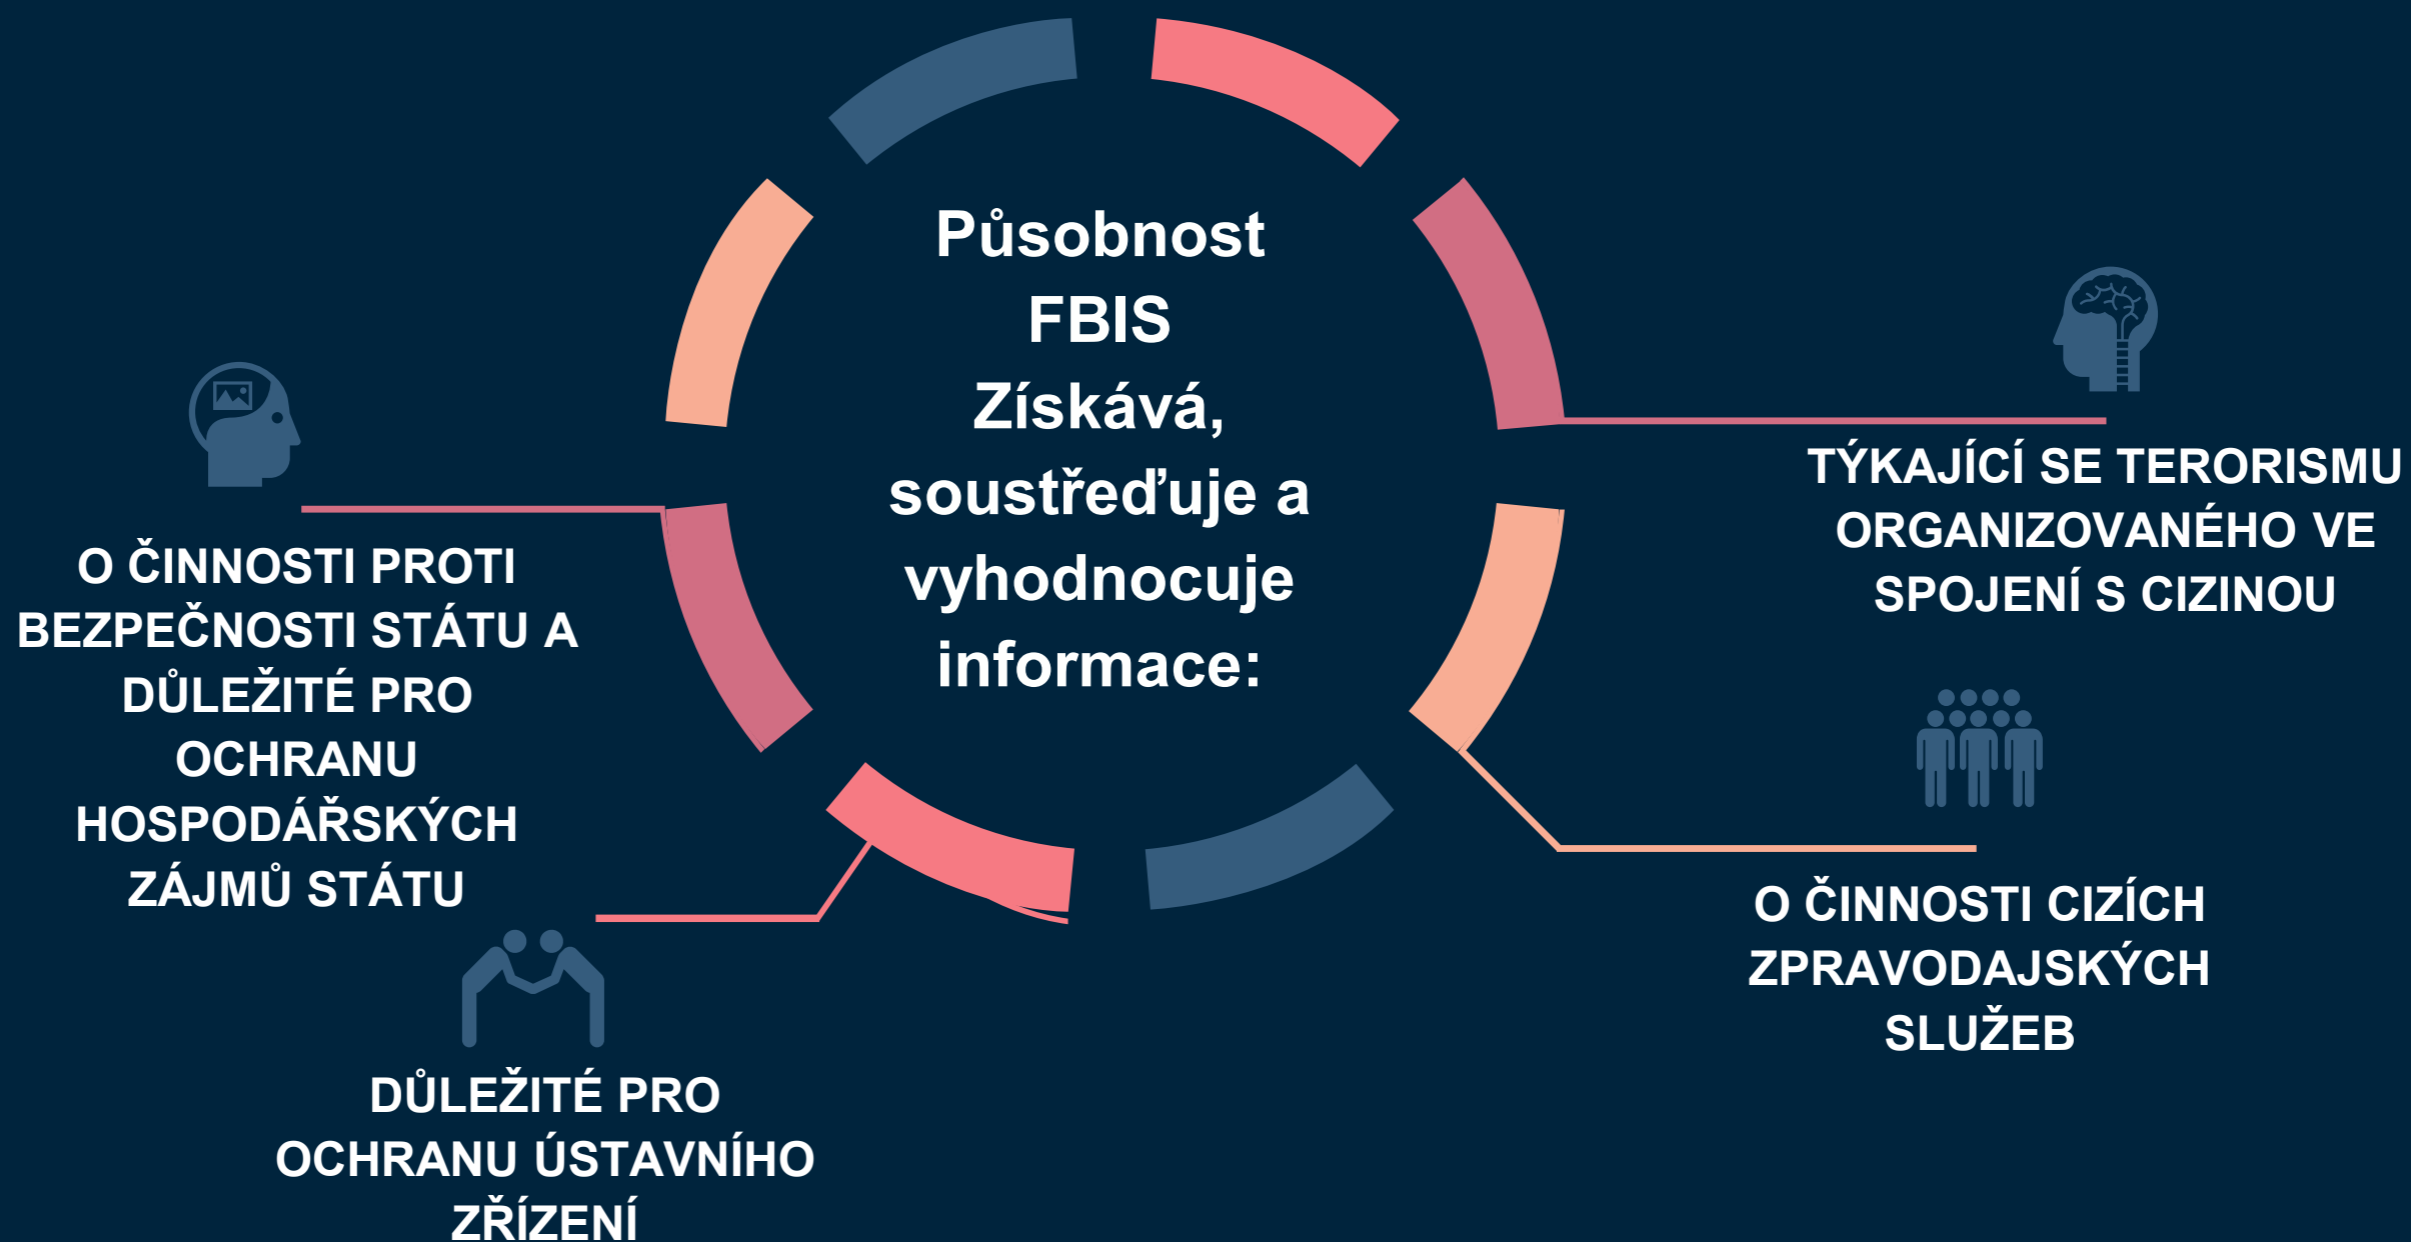 Působnost
FBIS
Získává,
soustřeďuje a
vyhodnocuje
informace:
TÝKAJÍCÍ SE TERORISMU
ORGANIZOVANÉHO VE
SPOJENÍ S CIZINOU
O ČINNOSTI CIZÍCH
ZPRAVODAJSKÝCH
SLUŽEB
O ČINNOSTI PROTI
BEZPEČNOSTI STÁTU A
DŮLEŽITÉ PRO
OCHRANU
HOSPODÁŘSKÝCH
ZÁJMŮ STÁTU
DŮLEŽITÉ PRO
OCHRANU ÚSTAVNÍHO
ZŘÍZENÍ